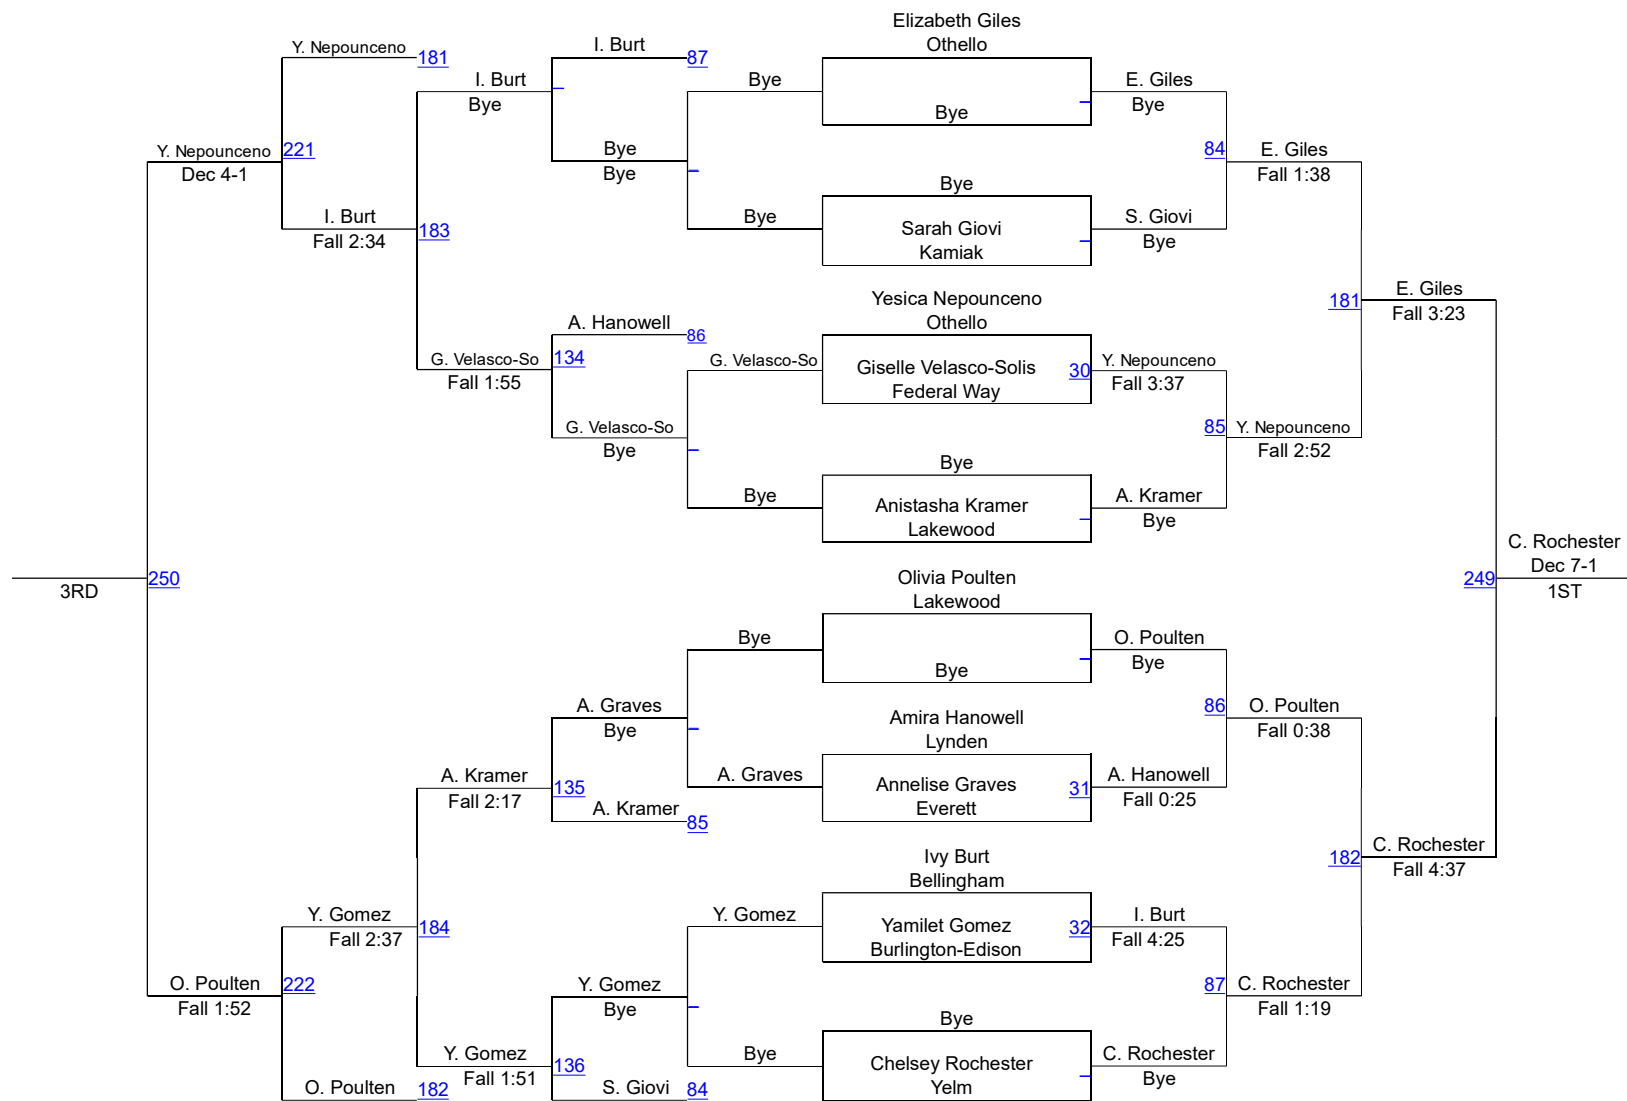 Elizabeth Giles
Othello
Y. Nepounceno
181
I. Burt
87
I. Burt
Bye
Bye
Bye
E. Giles
Bye
Y. Nepounceno
Dec 4-1
221
Bye
Bye
84
E. Giles
Fall 1:38
I. Burt
Fall 2:34
183
Bye
Bye
Sarah Giovi
Kamiak
S. Giovi
Bye
Yesica Nepounceno
Othello
181
E. Giles
Fall 3:23
A. Hanowell
86
G. Velasco-So
Fall 1:55
134
G. Velasco-So
Giselle Velasco-Solis
Federal Way
30
Y. Nepounceno
Fall 3:37
G. Velasco-So
Bye
85
Y. Nepounceno
Fall 2:52
Bye
Bye
Anistasha Kramer
Lakewood
A. Kramer
Bye
3RD
250
249
C. Rochester
Dec 7-1
1ST
Olivia Poulten
Lakewood
Bye
Bye
O. Poulten
Bye
A. Graves
Bye
86
O. Poulten
Fall 0:38
Amira Hanowell
Lynden
A. Kramer
Fall 2:17
135
A. Graves
Annelise Graves
Everett
31
A. Hanowell
Fall 0:25
A. Kramer
85
182
C. Rochester
Fall 4:37
Ivy Burt
Bellingham
Y. Gomez
Fall 2:37
184
Y. Gomez
Yamilet Gomez
Burlington-Edison
32
I. Burt
Fall 4:25
O. Poulten
Fall 1:52
222
Y. Gomez
Bye
87
C. Rochester
Fall 1:19
Bye
Y. Gomez
Fall 1:51
136
Bye
Chelsey Rochester
Yelm
C. Rochester
Bye
O. Poulten
182
S. Giovi
84